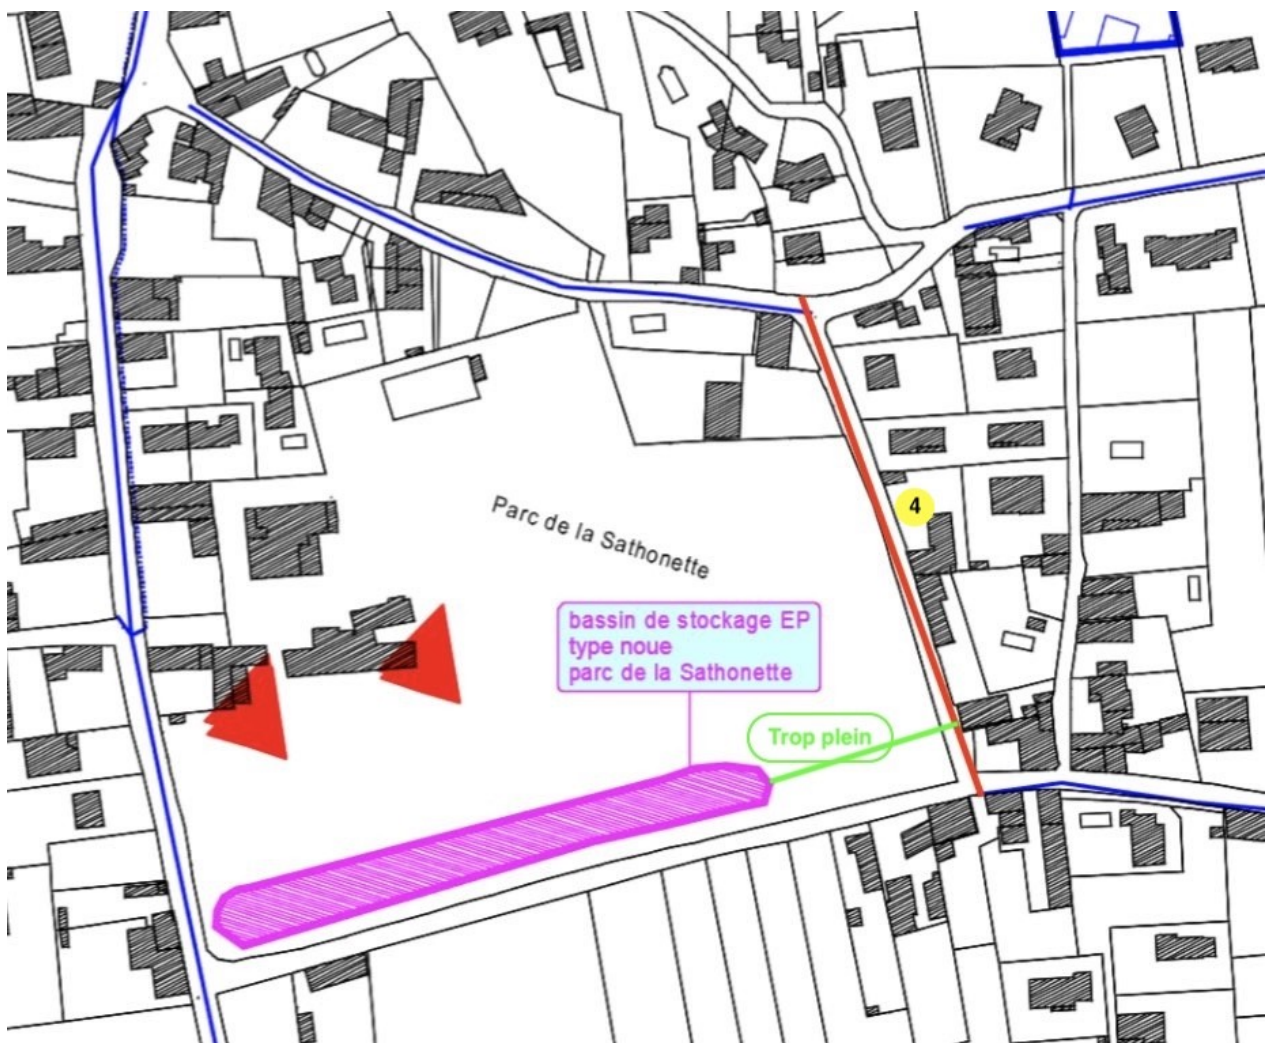 4
Parc de la Sathonette
bassin de stockage EP
type noue
parc de la Sathonette
Trop plein